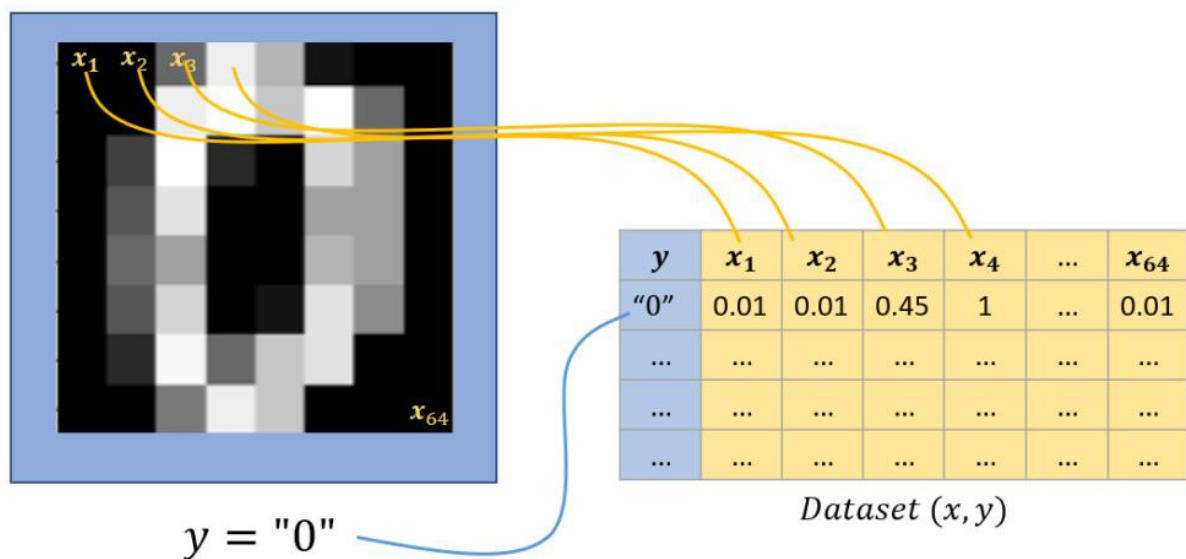 x₁ x₂ x₃
x₆₄
y = "0"
y x₁ x₂ x₃ x₄ ... x₆₄
“0” 0.01 0.01 0.45 1 ... 0.01
... ... ... ... ... ... ...
... ... ... ... ... ... ...
... ... ... ... ... ... ...
Dataset (x, y)